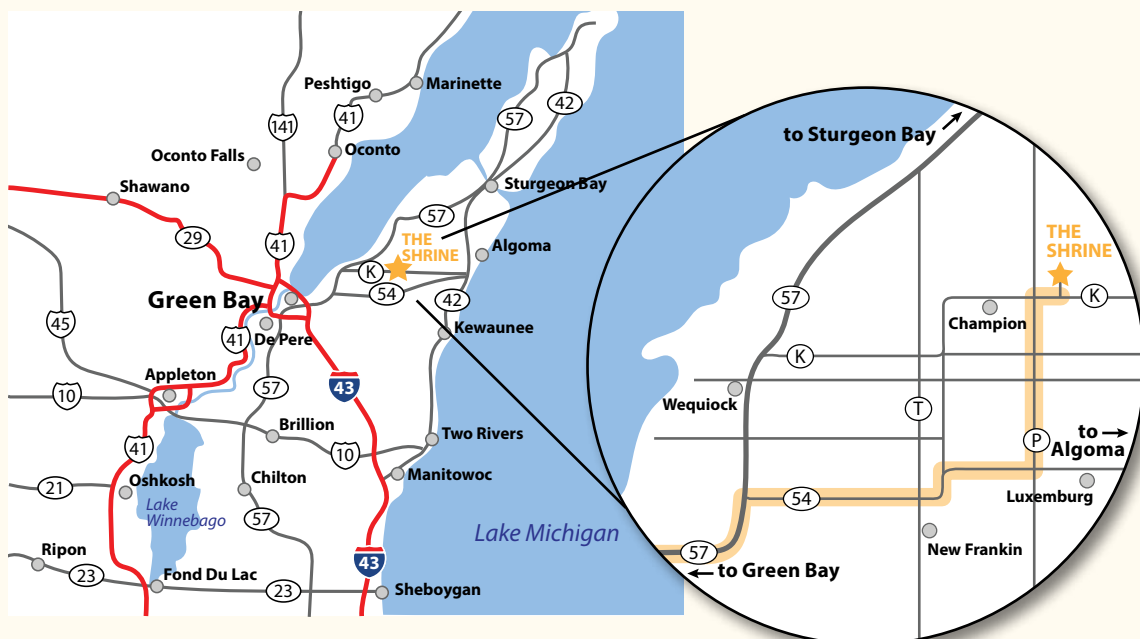 Peshtigo
Marinette
141
41
Oconto Falls
Oconto
57
42
Shawano
Sturgeon Bay
29
41
57
THE
SHRINE
Algoma
K
54
Green Bay
42
45
41
De Pere
Kewaunee
Appleton
10
57
43
Brillion
10
Two Rivers
41
Chilton
Manitowoc
21
Oshkosh
Lake
Winnebago
57
Lake Michigan
43
Ripon
23
Fond Du Lac
23
Sheboygan
to Sturgeon Bay
THE
SHRINE
57
K
Champion
K
Wequiock
T
P
to
Algoma
54
Luxemburg
New Frankin
57
to Green Bay